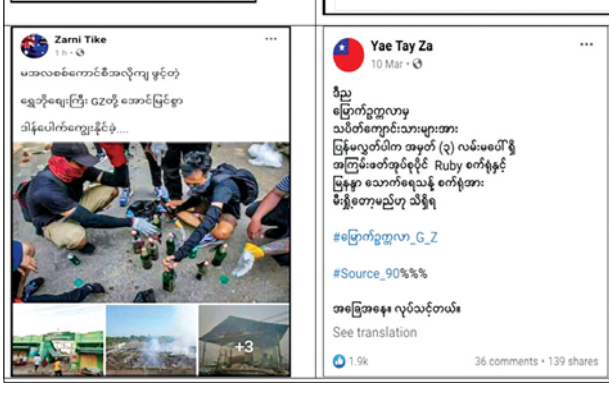 Zarni Tike
1 h
မအလစစ်ကောင်စီအလိုကျ ဖွင့်တဲ့
ရွှေဘိုစျေးကြီး GZတို့ အောင်မြင်စွာ
ဒါန်ပေါက်ကျွေးနိုင်ခဲ့....
+3
Yae Tay Za
10 Mar
ဒီည
မြောက်ဥက္ကလာမှ
သပိတ်ကျောင်းသားများအား
ပြန်မလွှတ်ပါက အမှတ် (၃) လမ်းမပေါ်ရှိ
အကြမ်းဖတ်အုပ်စုပိုင် Ruby စက်ရုံနှင့်
မြနန္ဒာ သောက်ရေသန့် စက်ရုံအား
မီးရှို့တော့မည်ဟု သိရှိရ
#မြောက်ဥက္ကလာ_G_Z
#Source_90%%%
အခြေအနေ။ လုပ်သင့်တယ်။
See translation
1.9k
36 comments • 139 shares